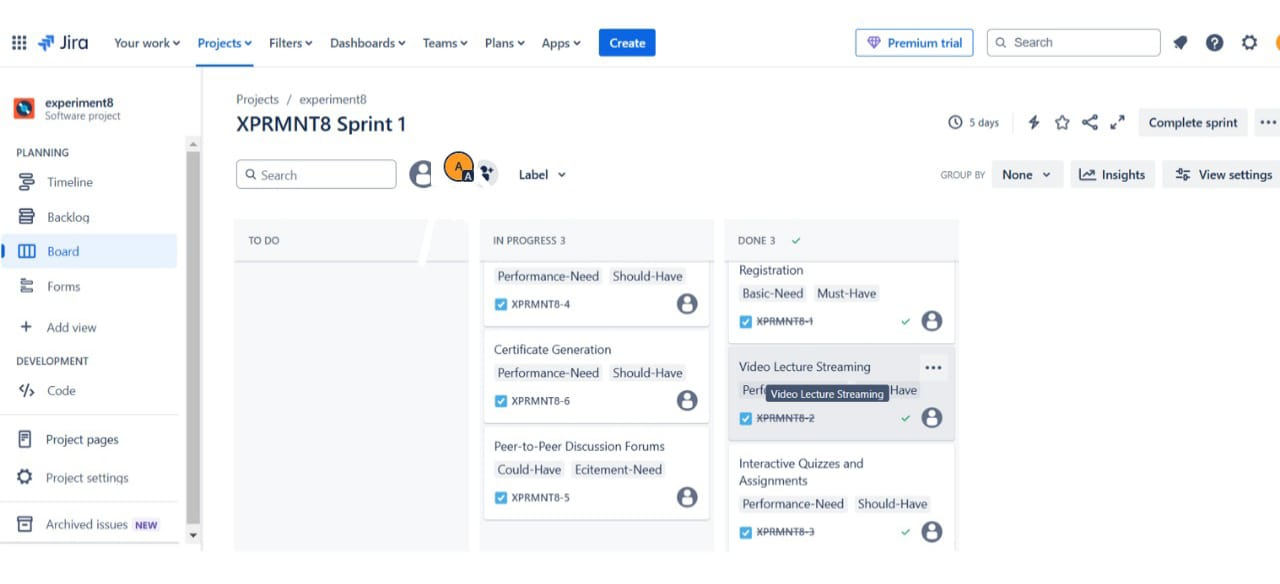 Jira Your work Projects Filters Dashboards Teams Plans Apps Create Premium trial Search
experiment8
Software project
PLANNING
Timeline
Backlog
Board
Forms
Add view
DEVELOPMENT
Code
Project pages
Project settings
Archived issues NEW
Projects / experiment8
XPRMNT8 Sprint 1
5 days Complete sprint
Search A A Label GROUP BY None Insights View settings
TO DO
IN PROGRESS 3
Performance-Need Should-Have
XPRMNT8-4
Certificate Generation
Performance-Need Should-Have
XPRMNT8-6
Peer-to-Peer Discussion Forums
Could-Have Ecitement-Need
XPRMNT8-5
DONE 3
Registration
Basic-Need Must-Have
XPRMNT8-1
Video Lecture Streaming
Perf Have
Video Lecture Streaming
XPRMNT8-2
Interactive Quizzes and
Assignments
Performance-Need Should-Have
XPRMNT8-3